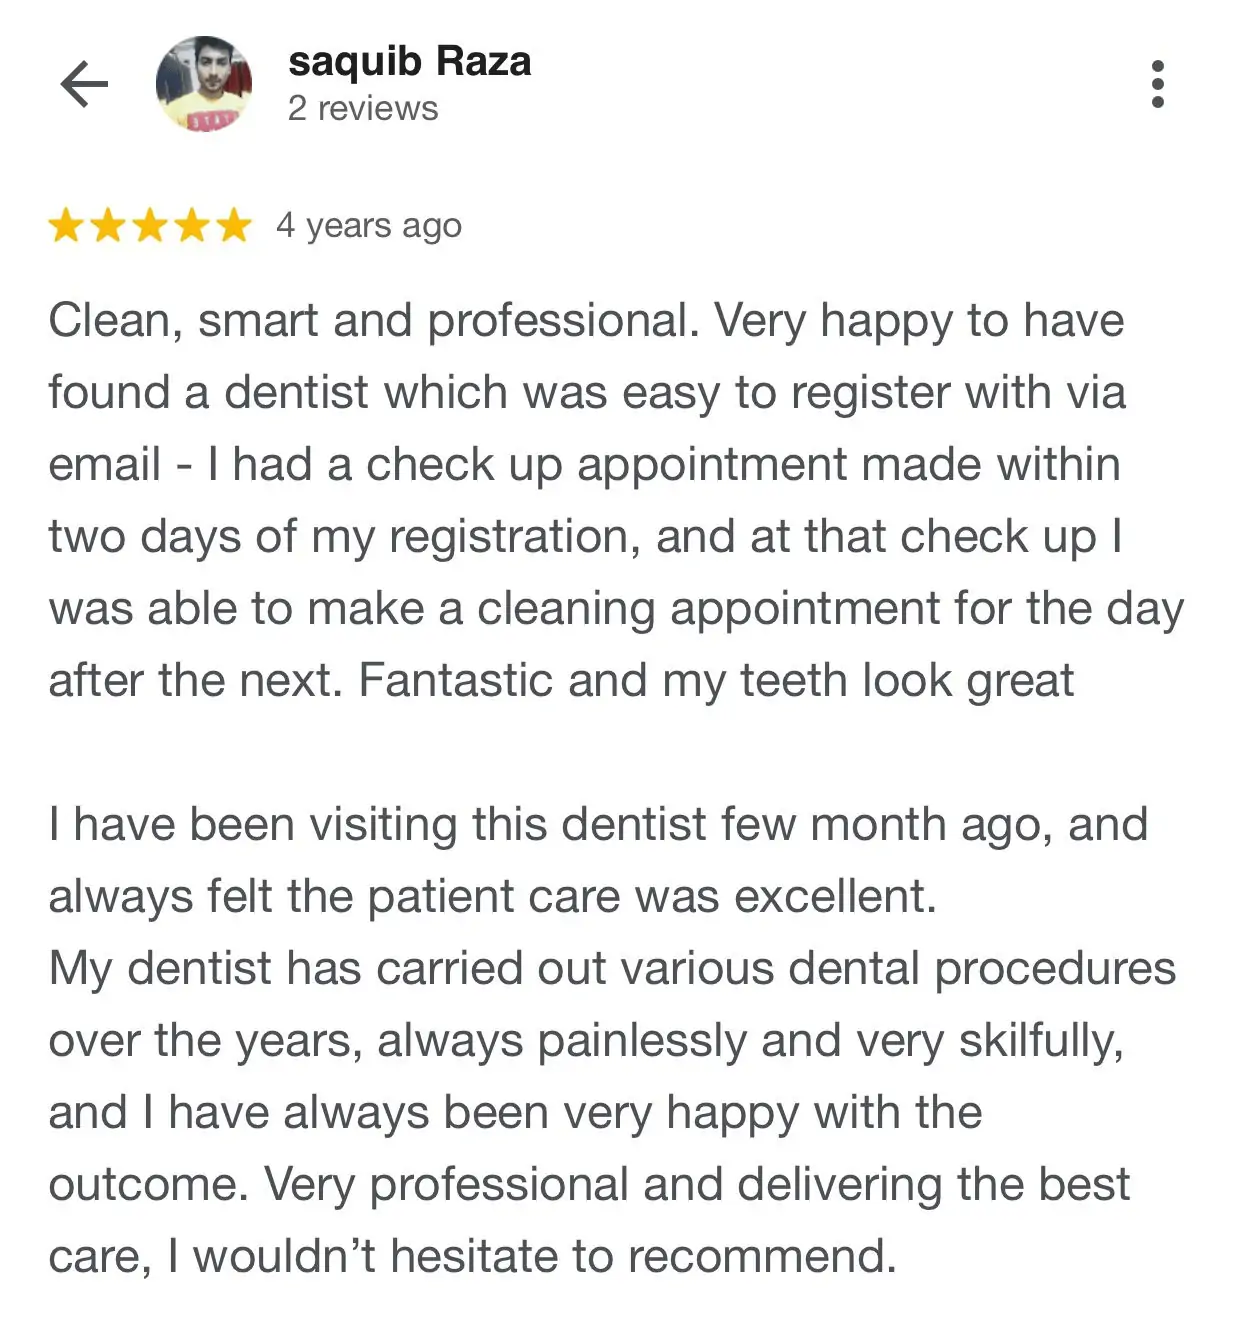 saquib Raza
2 reviews
4 years ago
Clean, smart and professional. Very happy to have
found a dentist which was easy to register with via
email - I had a check up appointment made within
two days of my registration, and at that check up I
was able to make a cleaning appointment for the day
after the next. Fantastic and my teeth look great
I have been visiting this dentist few month ago, and
always felt the patient care was excellent.
My dentist has carried out various dental procedures
over the years, always painlessly and very skilfully,
and I have always been very happy with the
outcome. Very professional and delivering the best
care, I wouldn’t hesitate to recommend.